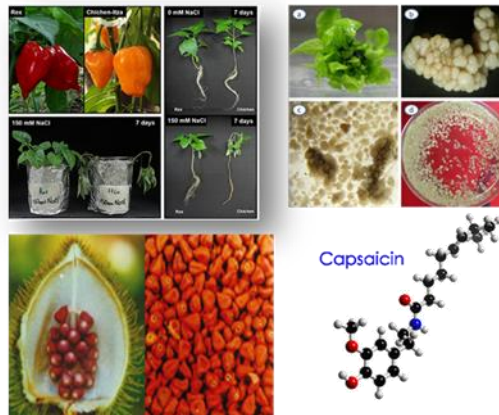 Rex
Chichen-Itza
0 mM NaCl
7 days
Rex
Chichen
150 mM NaCl
7 days
150 mM NaCl
7 days
Rex
Chichen
a
b
c
d
Capsaicin